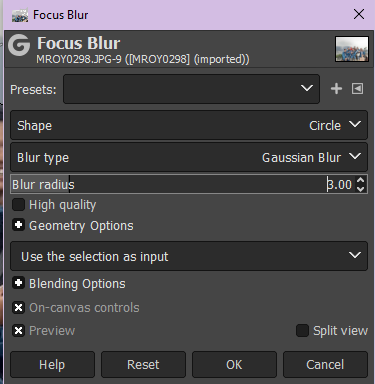 Focus Blur
Focus Blur
MROY0298.JPG-9 ([MROY0298] (imported))
Presets:
Shape Circle
Blur type Gaussian Blur
Blur radius 3.00
High quality
Geometry Options
Use the selection as input
Blending Options
On-canvas controls
Preview Split view
Help Reset OK Cancel